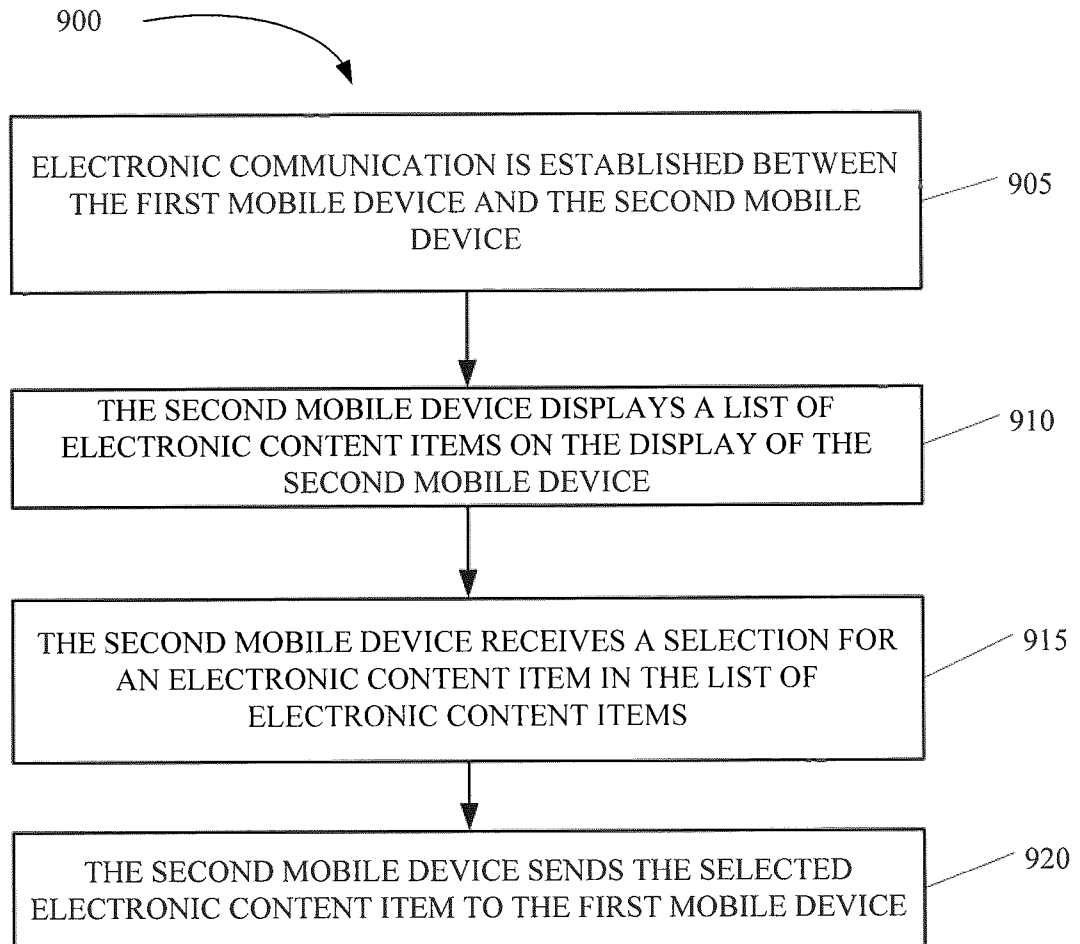 900
ELECTRONIC COMMUNICATION IS ESTABLISHED BETWEEN
THE FIRST MOBILE DEVICE AND THE SECOND MOBILE
DEVICE
905
THE SECOND MOBILE DEVICE DISPLAYS A LIST OF
ELECTRONIC CONTENT ITEMS ON THE DISPLAY OF THE
SECOND MOBILE DEVICE
910
THE SECOND MOBILE DEVICE RECEIVES A SELECTION FOR
AN ELECTRONIC CONTENT ITEM IN THE LIST OF
ELECTRONIC CONTENT ITEMS
915
THE SECOND MOBILE DEVICE SENDS THE SELECTED
ELECTRONIC CONTENT ITEM TO THE FIRST MOBILE DEVICE
920